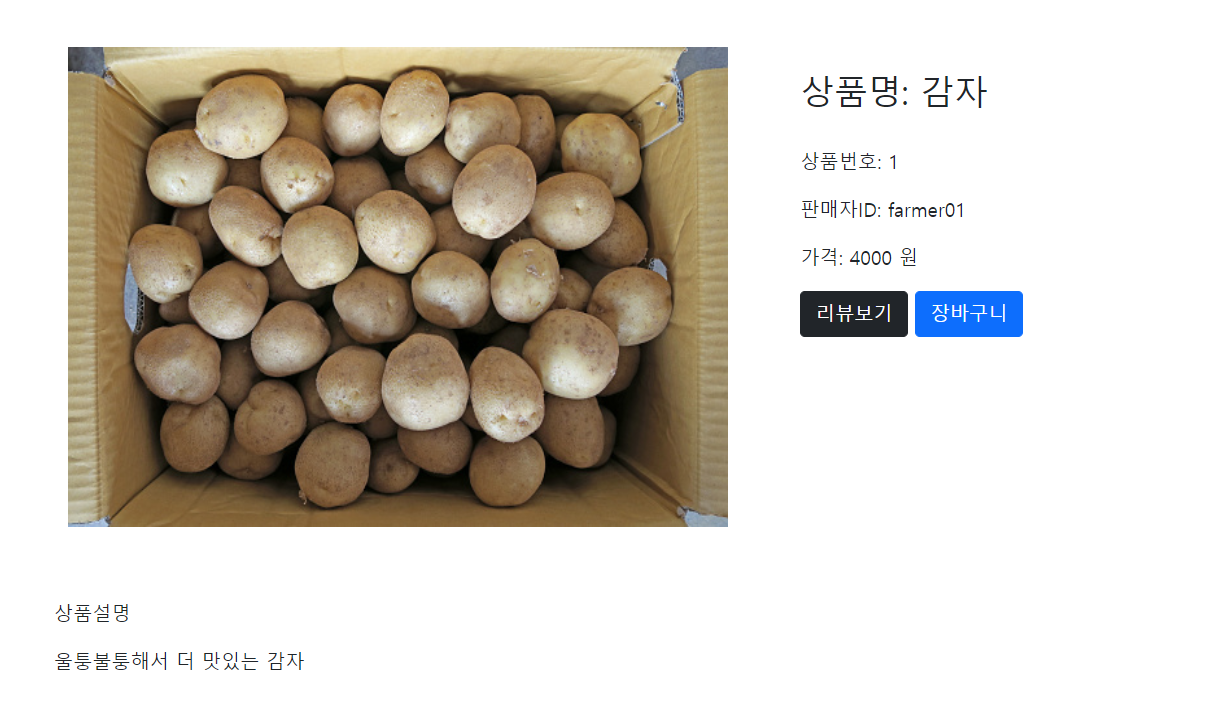 상품명: 감자
상품번호: 1
판매자ID: farmer01
가격: 4000 원
리뷰보기 장바구니
상품설명
울퉁불퉁해서 더 맛있는 감자